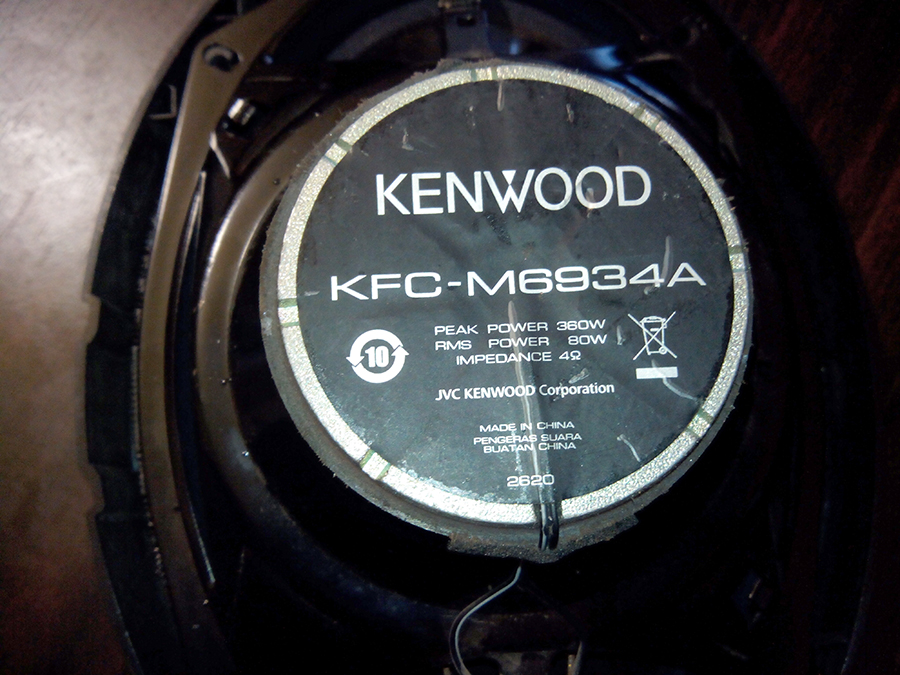 KENWOOD
KFC-M6934A
PEAK POWER 360W
RMS POWER 80W
IMPEDANCE 4Ω
10
JVC KENWOOD Corporation
MADE IN CHINA
PENGERAS SUARA
BUATAN CHINA
2620